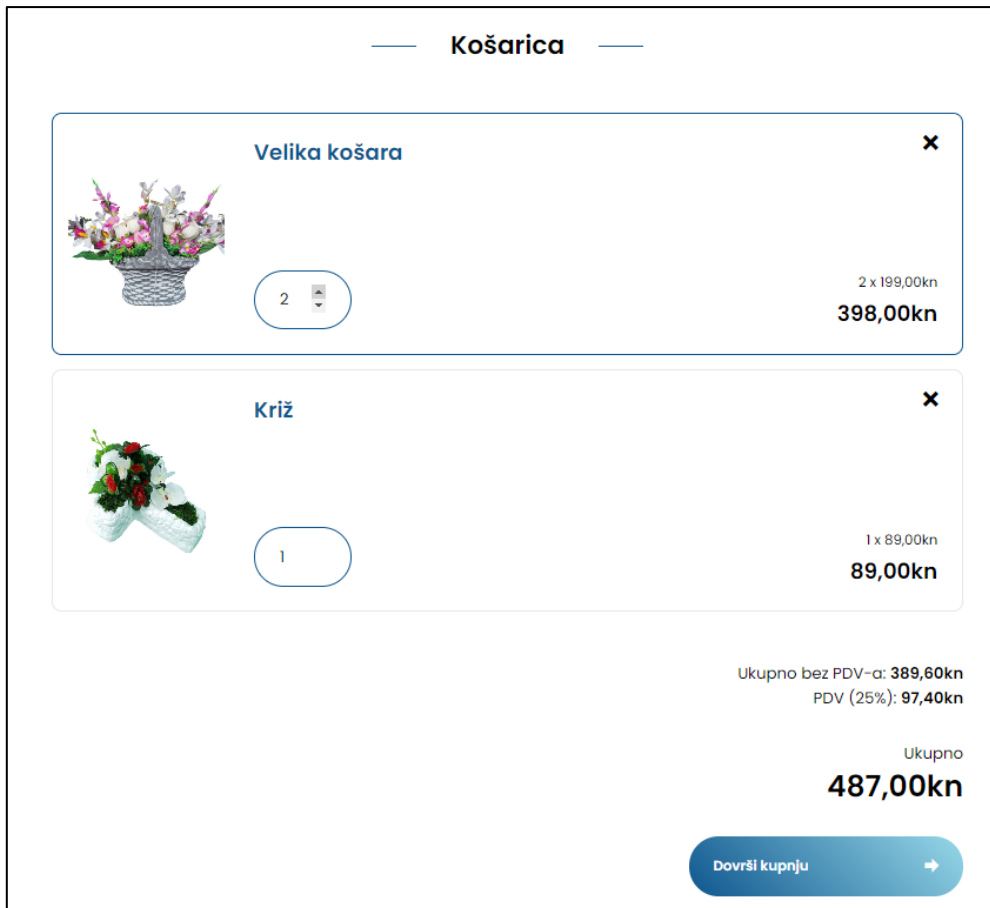 Košarica
Velika košara
2
2 x 199,00kn
398,00kn
Križ
1
1 x 89,00kn
89,00kn
Ukupno bez PDV-a: 389,60kn
PDV (25%): 97,40kn
Ukupno
487,00kn
Dovrši kupnju